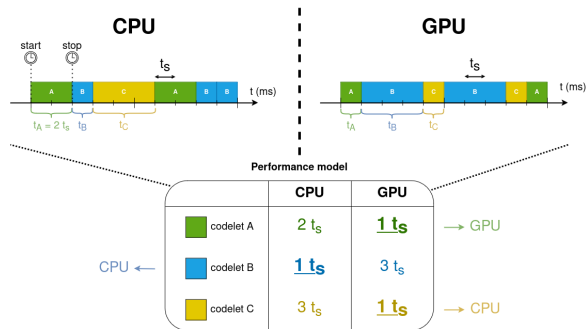 CPU
GPU
start
stop
tS
tS
A
B
C
A
B
B
t (ms)
A
B
C
B
C
A
t (ms)
tA = 2 ts
tB
tC
tA
tB
tC
Performance model
CPU
GPU
codelet A
2 ts
1 ts
GPU
CPU
codelet B
1 ts
3 ts
codelet C
3 ts
1 ts
CPU